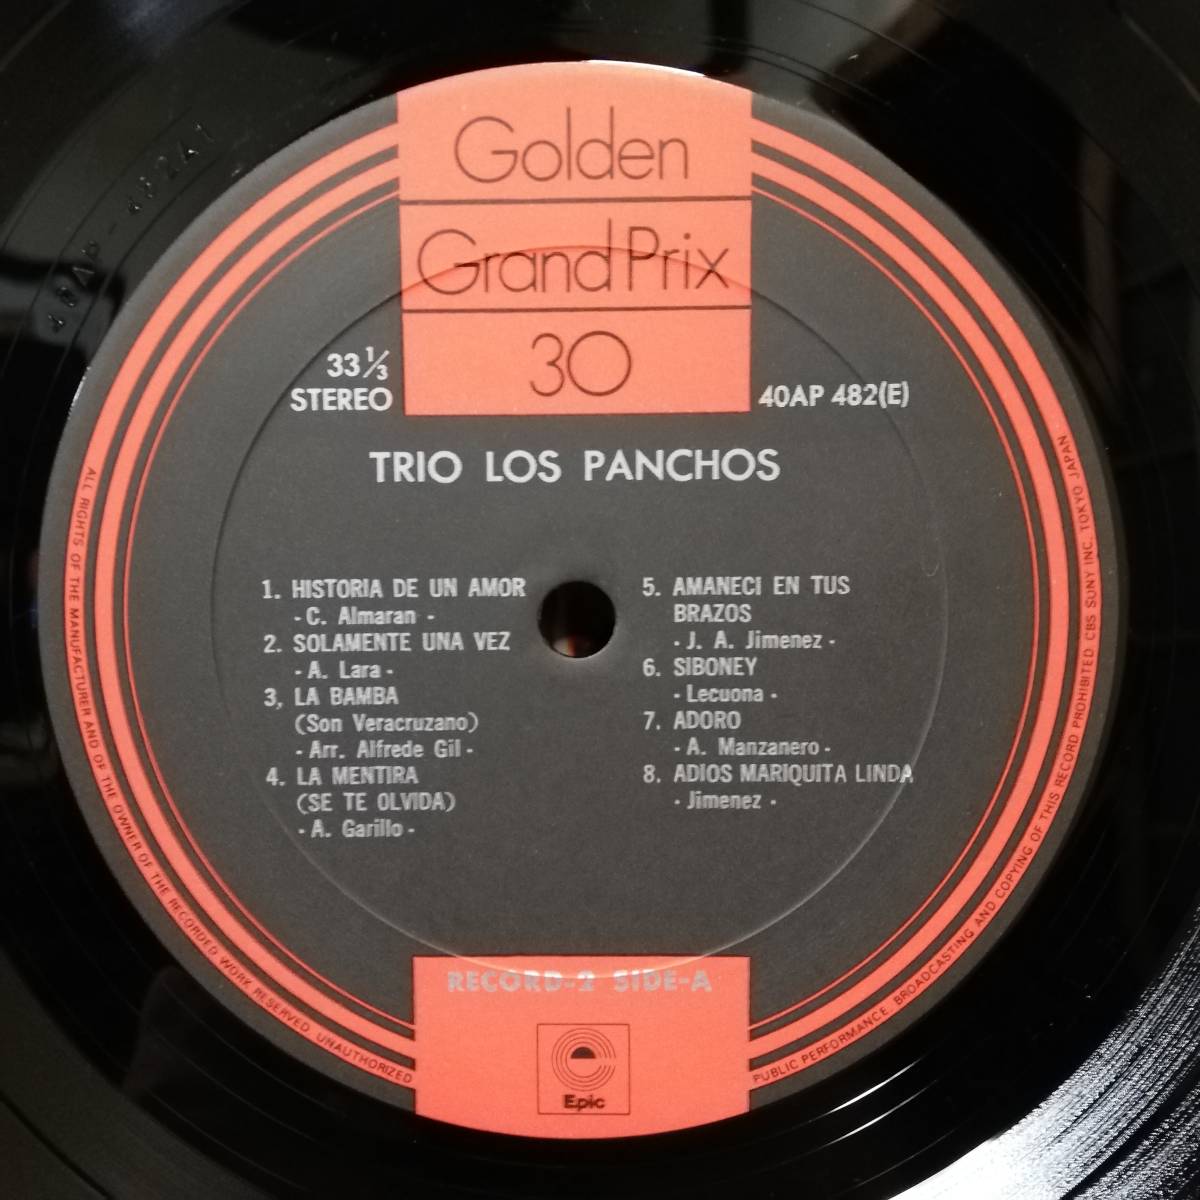 Golden
Grand Prix
30
33⅓
STEREO
40AP 482(E)
TRIO LOS PANCHOS
1. HISTORIA DE UN AMOR
- C. Almaran -
2. SOLAMENTE UNA VEZ
- A. Lara -
3, LA BAMBA
(Son Veracruzano)
- Arr. Alfrede Gil -
4. LA MENTIRA
(SE TE OLVIDA)
- A. Garillo -
5. AMANECI EN TUS
BRAZOS
- J. A. Jimenez -
6. SIBONEY
- Lecuona -
7. ADORO
- A. Manzanero -
8. ADIOS MARIQUITA LINDA
- Jimenez -
RECORD-2 SIDE-A
Epic
ALL RIGHTS OF THE MANUFACTURER AND OF THE OWNER OF THE RECORDED WORK RESERVED UNAUTHORIZED
PUBLIC PERFORMANCE BROADCASTING AND COPYING OF THIS RECORD PROHIBITED CBS SONY INC. TOKYO JAPAN